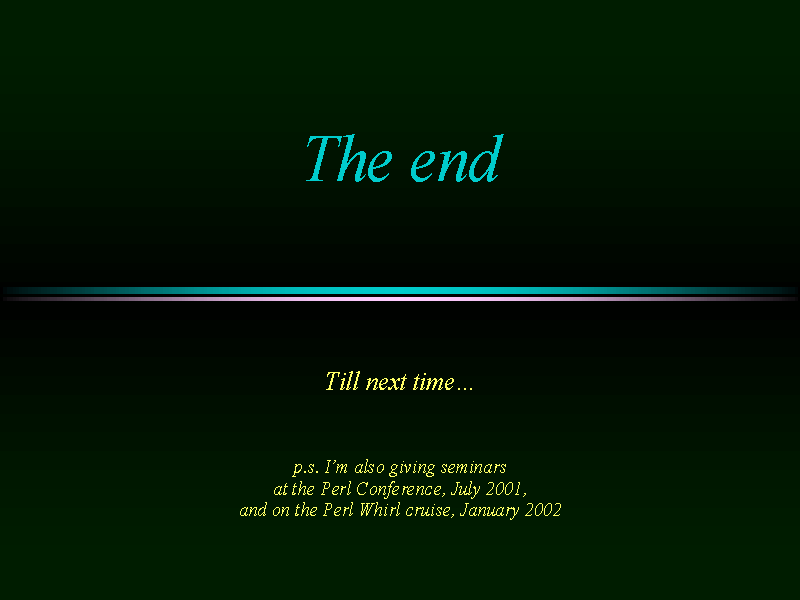 The end
Till next time…
p.s. I’m also giving seminars
at the Perl Conference, July 2001,
and on the Perl Whirl cruise, January 2002